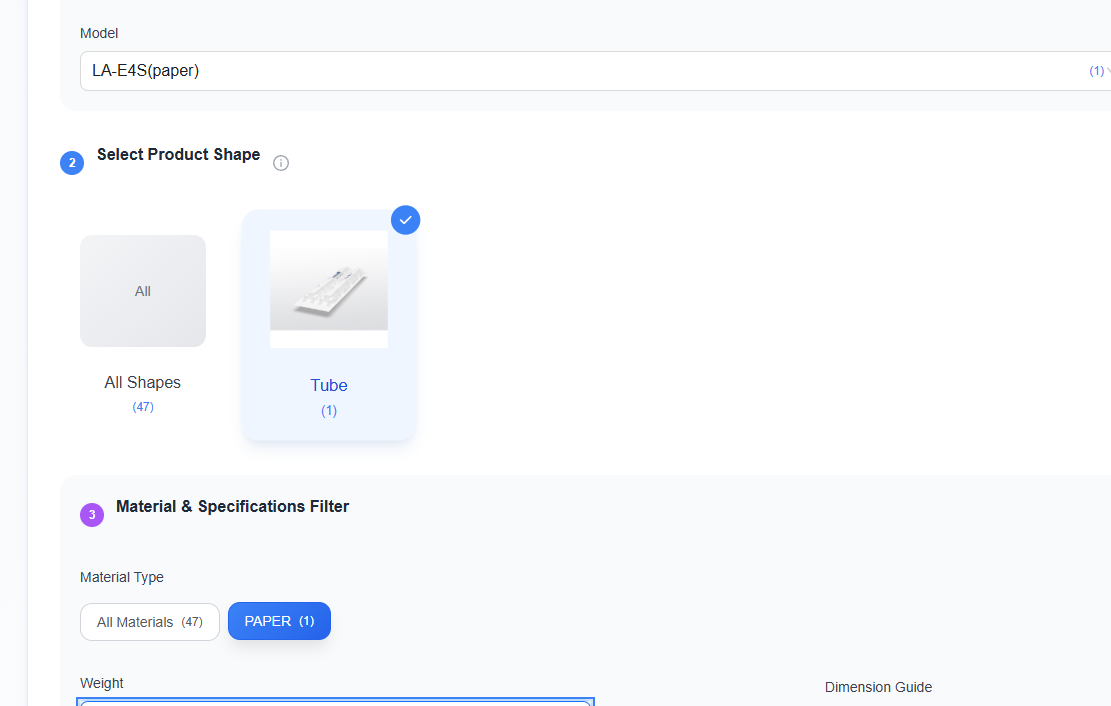 Model
LA-E4S(paper)
(1)
2
Select Product Shape
All
All Shapes
(47)
Tube
(1)
3
Material & Specifications Filter
Material Type
All Materials (47)
PAPER (1)
Weight
Dimension Guide